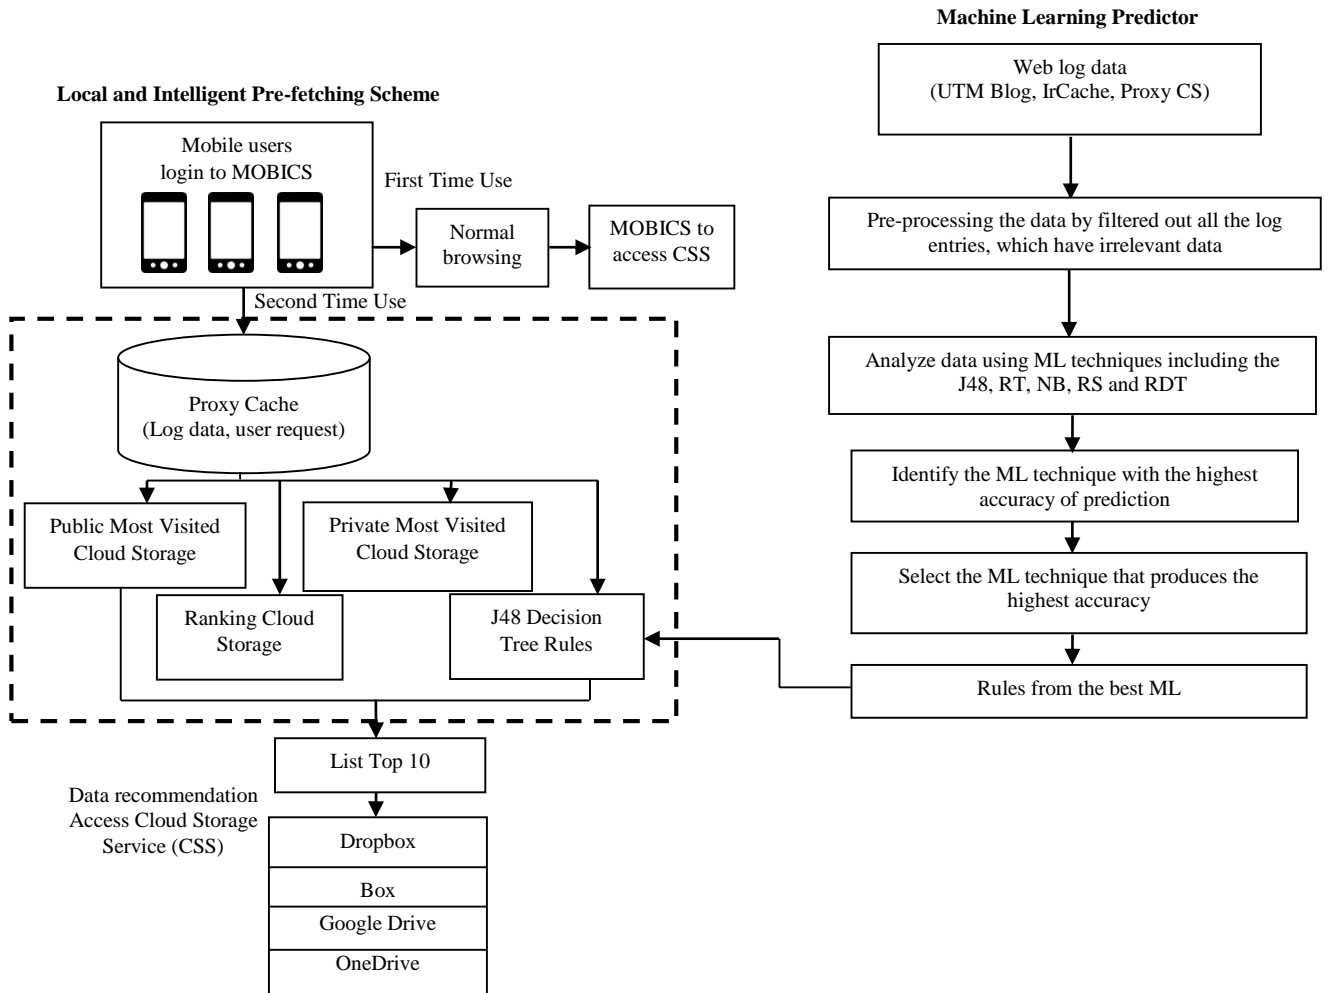 Machine Learning Predictor
Web log data
(UTM Blog, IrCache, Proxy CS)
Local and Intelligent Pre-fetching Scheme
Mobile users
login to MOBICS
First Time Use
Normal
browsing
MOBICS to
access CSS
Pre-processing the data by filtered out all the log
entries, which have irrelevant data
Second Time Use
Proxy Cache
(Log data, user request)
Analyze data using ML techniques including the
J48, RT, NB, RS and RDT
Identify the ML technique with the highest
accuracy of prediction
Public Most Visited
Cloud Storage
Private Most Visited
Cloud Storage
Ranking Cloud
Storage
J48 Decision
Tree Rules
Select the ML technique that produces the
highest accuracy
Rules from the best ML
List Top 10
Data recommendation
Access Cloud Storage
Service (CSS)
Dropbox
Box
Google Drive
OneDrive